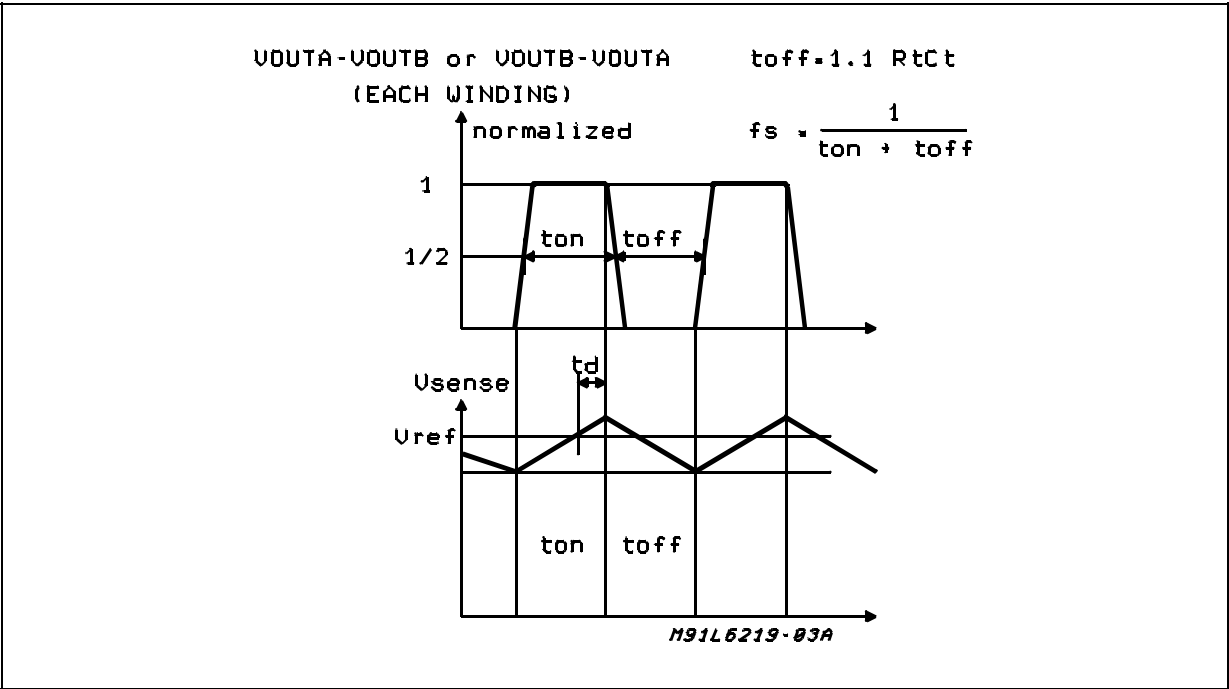 VOUTA-VOUTB or VOUTB-VOUTA
(EACH WINDING)
toff=1.1 RtCt
fs = 1
ton + toff
normalized
1
1/2
ton
toff
td
Vsense
Vref
ton
toff
M91L6219-03A